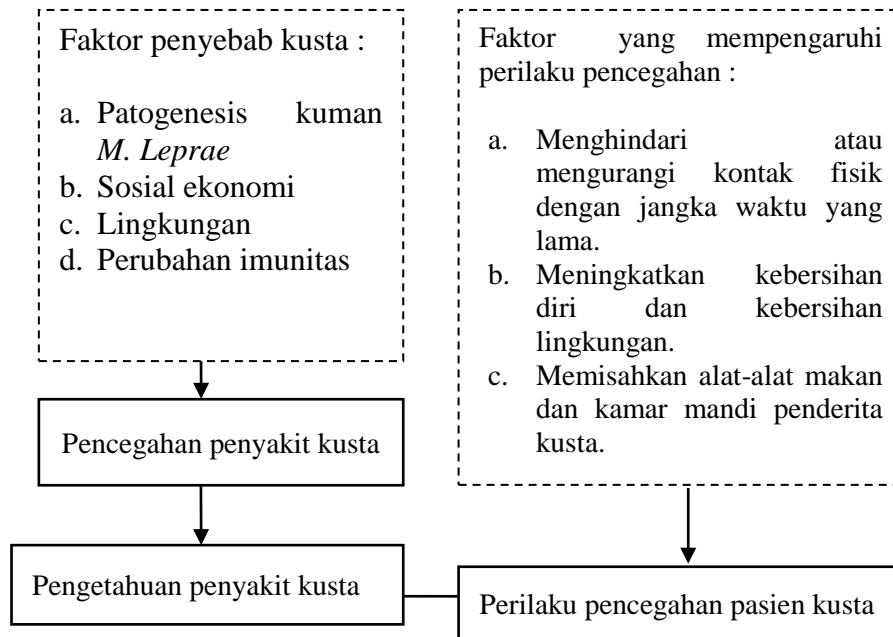 Faktor penyebab kusta :
a. Patogenesis kuman
M. Leprae
b. Sosial ekonomi
c. Lingkungan
d. Perubahan imunitas
Pencegahan penyakit kusta
Pengetahuan penyakit kusta
Faktor yang mempengaruhi
perilaku pencegahan :
a. Menghindari atau
mengurangi kontak fisik
dengan jangka waktu yang
lama.
b. Meningkatkan kebersihan
diri dan kebersihan
lingkungan.
c. Memisahkan alat-alat makan
dan kamar mandi penderita
kusta.
Perilaku pencegahan pasien kusta